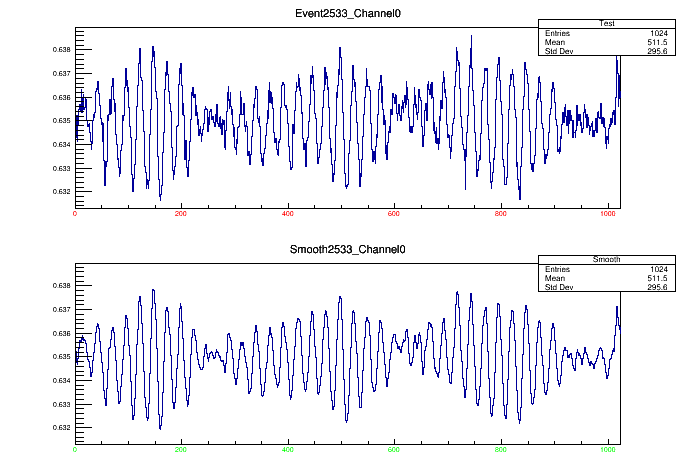 Event2533_Channel0
Test
Entries 1024
Mean 511.5
Std Dev 295.6
0.638
0.637
0.636
0.635
0.634
0.633
0.632
0 200 400 600 800 1000
Smooth2533_Channel0
Smooth
Entries 1024
Mean 511.5
Std Dev 295.6
0.638
0.637
0.636
0.635
0.634
0.633
0.632
0.631
0 200 400 600 800 1000